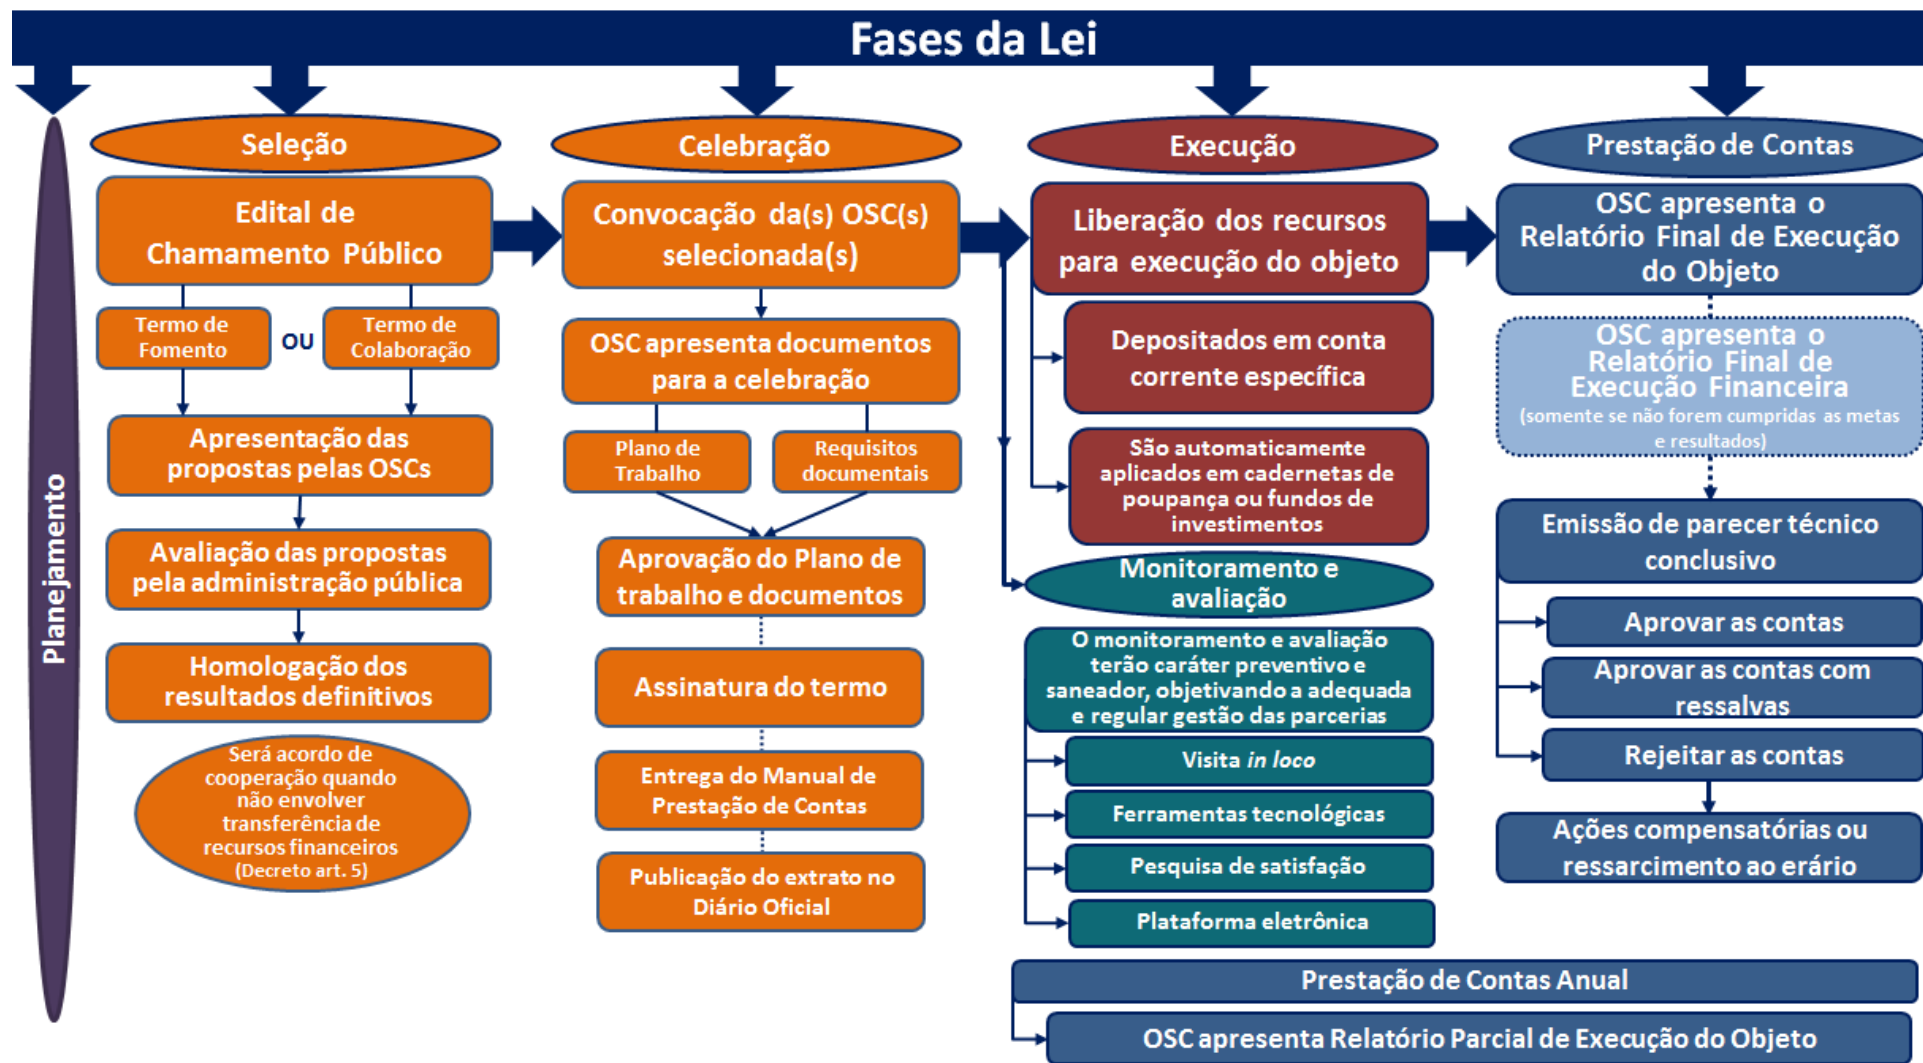 Fases da Lei
Planejamento
Seleção
Edital de
Chamamento Público
Termo de
Fomento
OU
Termo de
Colaboração
Apresentação das
propostas pelas OSCs
Avaliação das propostas
pela administração pública
Homologação dos
resultados definitivos
Será acordo de
cooperação quando
não envolver
transferência de
recursos financeiros
(Decreto art. 5)
Celebração
Convocação da(s) OSC(s)
selecionada(s)
OSC apresenta documentos
para a celebração
Plano de
Trabalho
Requisitos
documentais
Aprovação do Plano de
trabalho e documentos
Assinatura do termo
Entrega do Manual de
Prestação de Contas
Publicação do extrato no
Diário Oficial
Execução
Liberação dos recursos
para execução do objeto
Depositados em conta
corrente específica
São automaticamente
aplicados em cadernetas de
poupança ou fundos de
investimentos
Monitoramento e
avaliação
O monitoramento e avaliação
terão caráter preventivo e
saneador, objetivando a adequada
e regular gestão das parcerias
Visita in loco
Ferramentas tecnológicas
Pesquisa de satisfação
Plataforma eletrônica
Prestação de Contas
OSC apresenta o
Relatório Final de Execução
do Objeto
OSC apresenta o
Relatório Final de
Execução Financeira
(somente se não forem cumpridas as metas
e resultados)
Emissão de parecer técnico
conclusivo
Aprovar as contas
Aprovar as contas com
ressalvas
Rejeitar as contas
Ações compensatórias ou
ressarcimento ao erário
Prestação de Contas Anual
OSC apresenta Relatório Parcial de Execução do Objeto